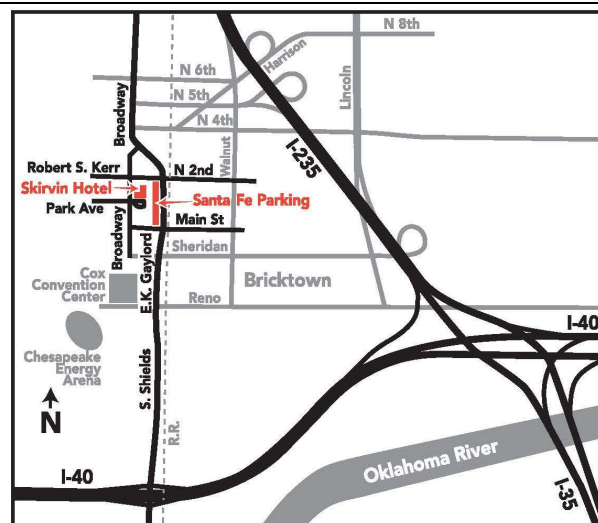 N 8th
Harrison
N 6th
N 5th
N 4th
Lincoln
Broadway
Walnut
I-235
Robert S. Kerr
N 2nd
Skirvin Hotel
Santa Fe Parking
Park Ave
Main St
Broadway
E.K. Gaylord
Sheridan
Cox
Convention
Center
Bricktown
Reno
I-40
Chesapeake
Energy
Arena
S. Shields
N
R.R.
Oklahoma River
I-40
I-35